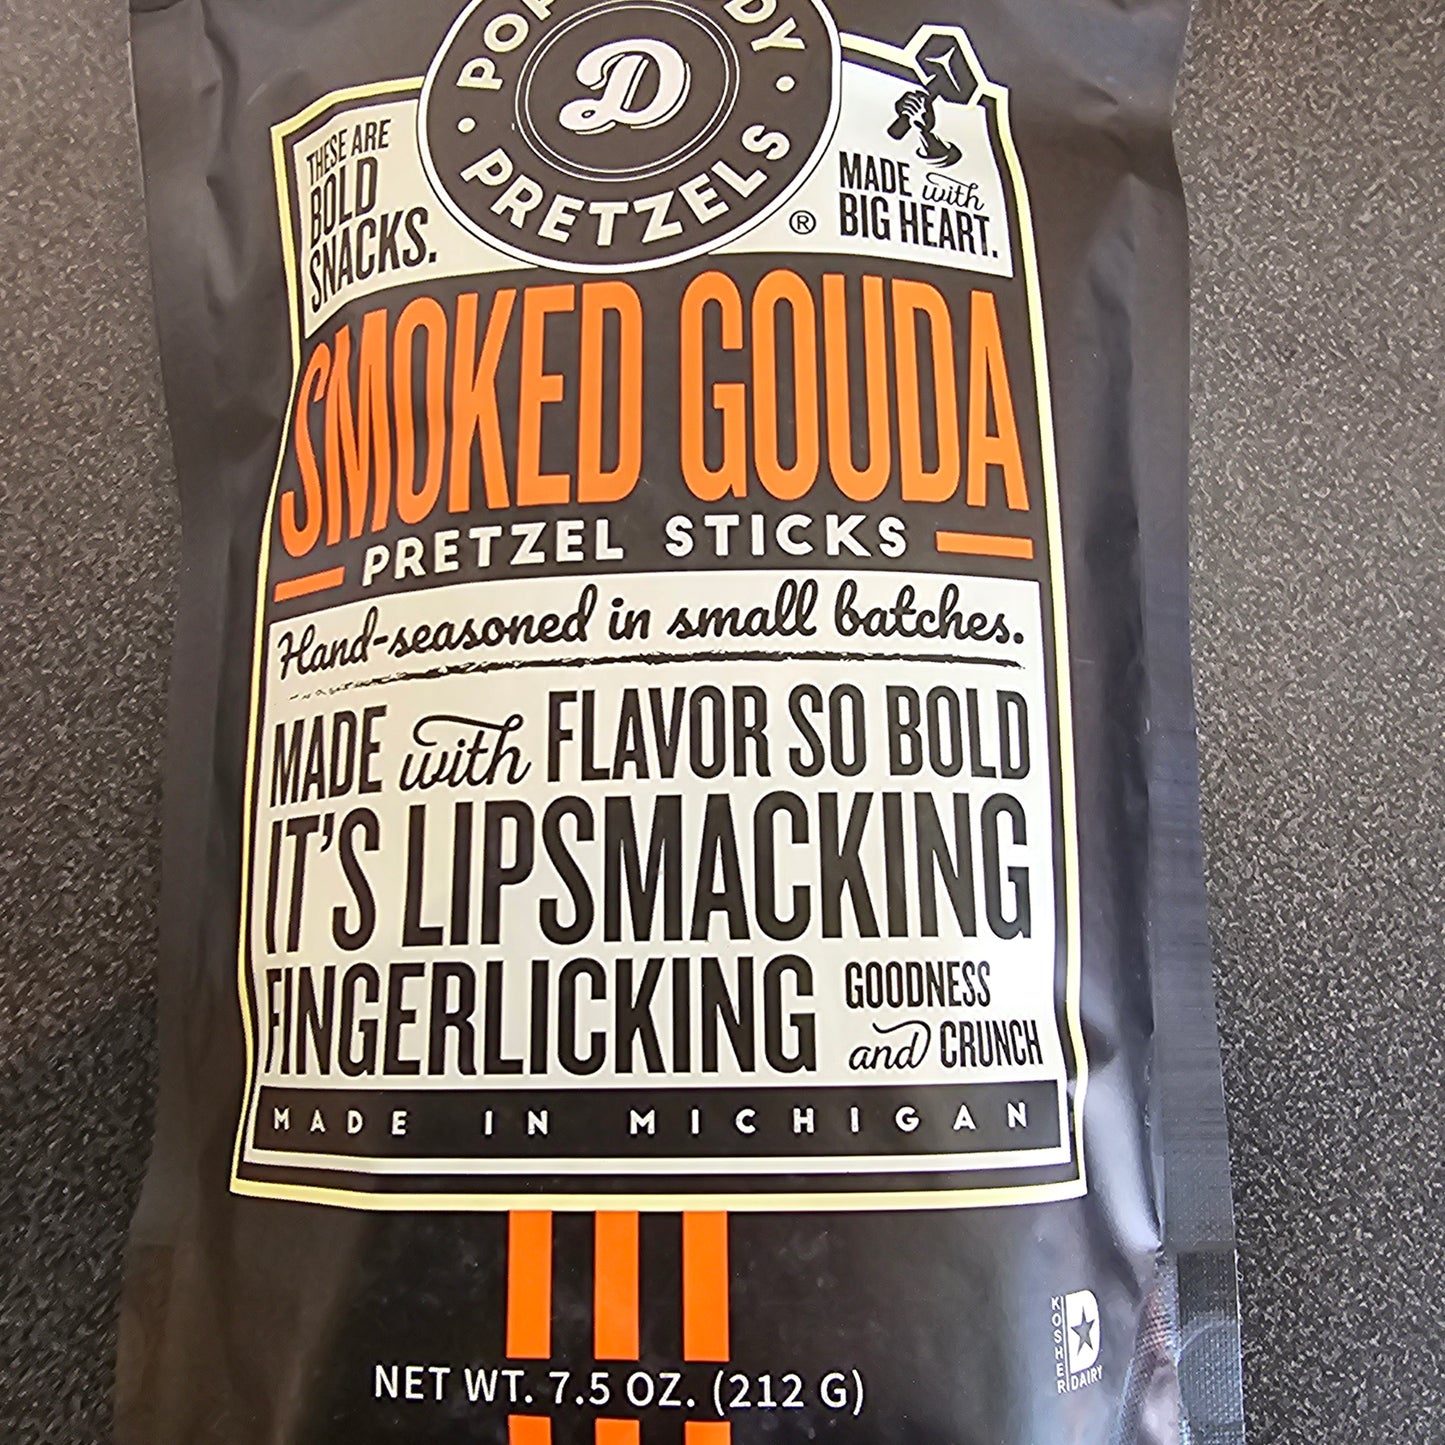 D
PRETZELS
®
THESE ARE
BOLD
SNACKS.
MADE with
BIG HEART.
SMOKED GOUDA
PRETZEL STICKS
Hand-seasoned in small batches.
MADE with FLAVOR SO BOLD
IT'S LIPSMACKING
FINGERLICKING GOODNESS
and CRUNCH
MADE IN MICHIGAN
NET WT. 7.5 OZ. (212 G)
KOSHER
D
DAIRY